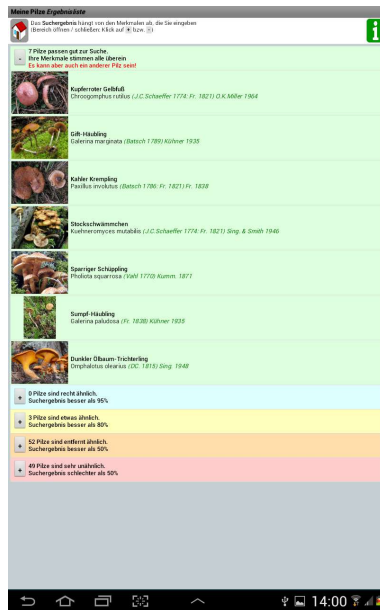 Meine Pilze Ergebnisliste
Das Suchergebnis hängt von den Merkmalen ab, die Sie eingeben
(Bereich öffnen / schließen: Klick auf + bzw. -)
i
- 7 Pilze passen gut zur Suche.
Ihre Merkmale stimmen alle überein
Es kann aber auch ein anderer Pilz sein!
Kupferroter Gelbfuß
Chroogomphus rutilus (J.C.Schaeffer 1774: Fr. 1821) O.K.Miller 1964
Gift-Häubling
Galerina marginata (Batsch 1789) Kühner 1935
Kahler Krempling
Paxillus involutus (Batsch 1786: Fr. 1821) Fr. 1838
Stockschwämmchen
Kuehneromyces mutabilis (J.C.Schaeffer 1774: Fr. 1821) Sing. & Smith 1946
Sparriger Schüppling
Pholiota squarrosa (Vahl 1770) Kumm. 1871
Sumpf-Häubling
Galerina paludosa (Fr. 1838) Kühner 1935
Dunkler Ölbaum-Trichterling
Omphalotus olearius (DC. 1815) Sing. 1948
+ 0 Pilze sind recht ähnlich.
Suchergebnis besser als 95%
+ 3 Pilze sind etwas ähnlich.
Suchergebnis besser als 80%
+ 52 Pilze sind entfernt ähnlich.
Suchergebnis besser als 50%
+ 49 Pilze sind sehr unähnlich.
Suchergebnis schlechter als 50%
14:00